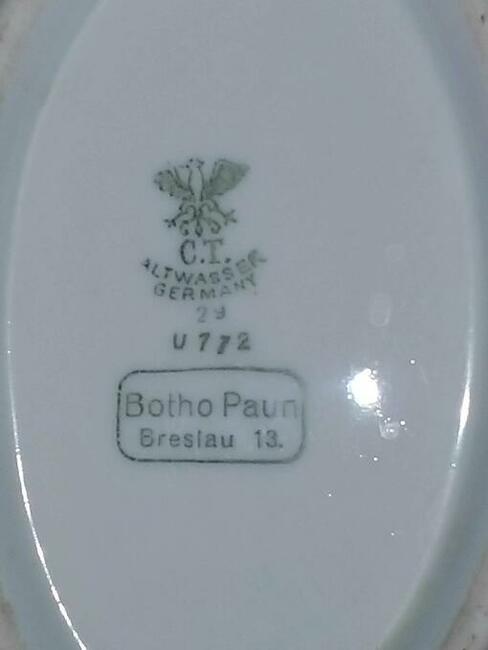 C.T.
ALTWASSER
GERMANY
29
U 772
Botho Paun
Breslau 13.